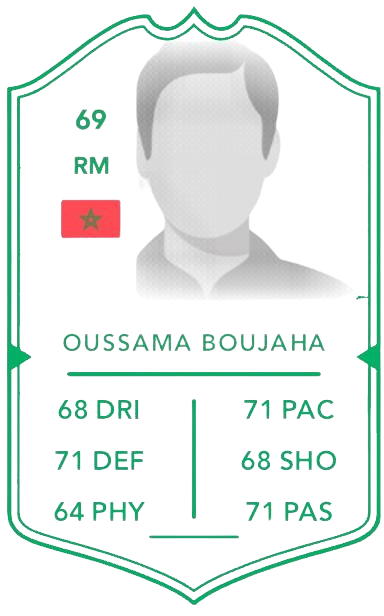 69
RM
OUSSAMA BOUJAHA
68 DRI 71 PAC
71 DEF 68 SHO
64 PHY 71 PAS